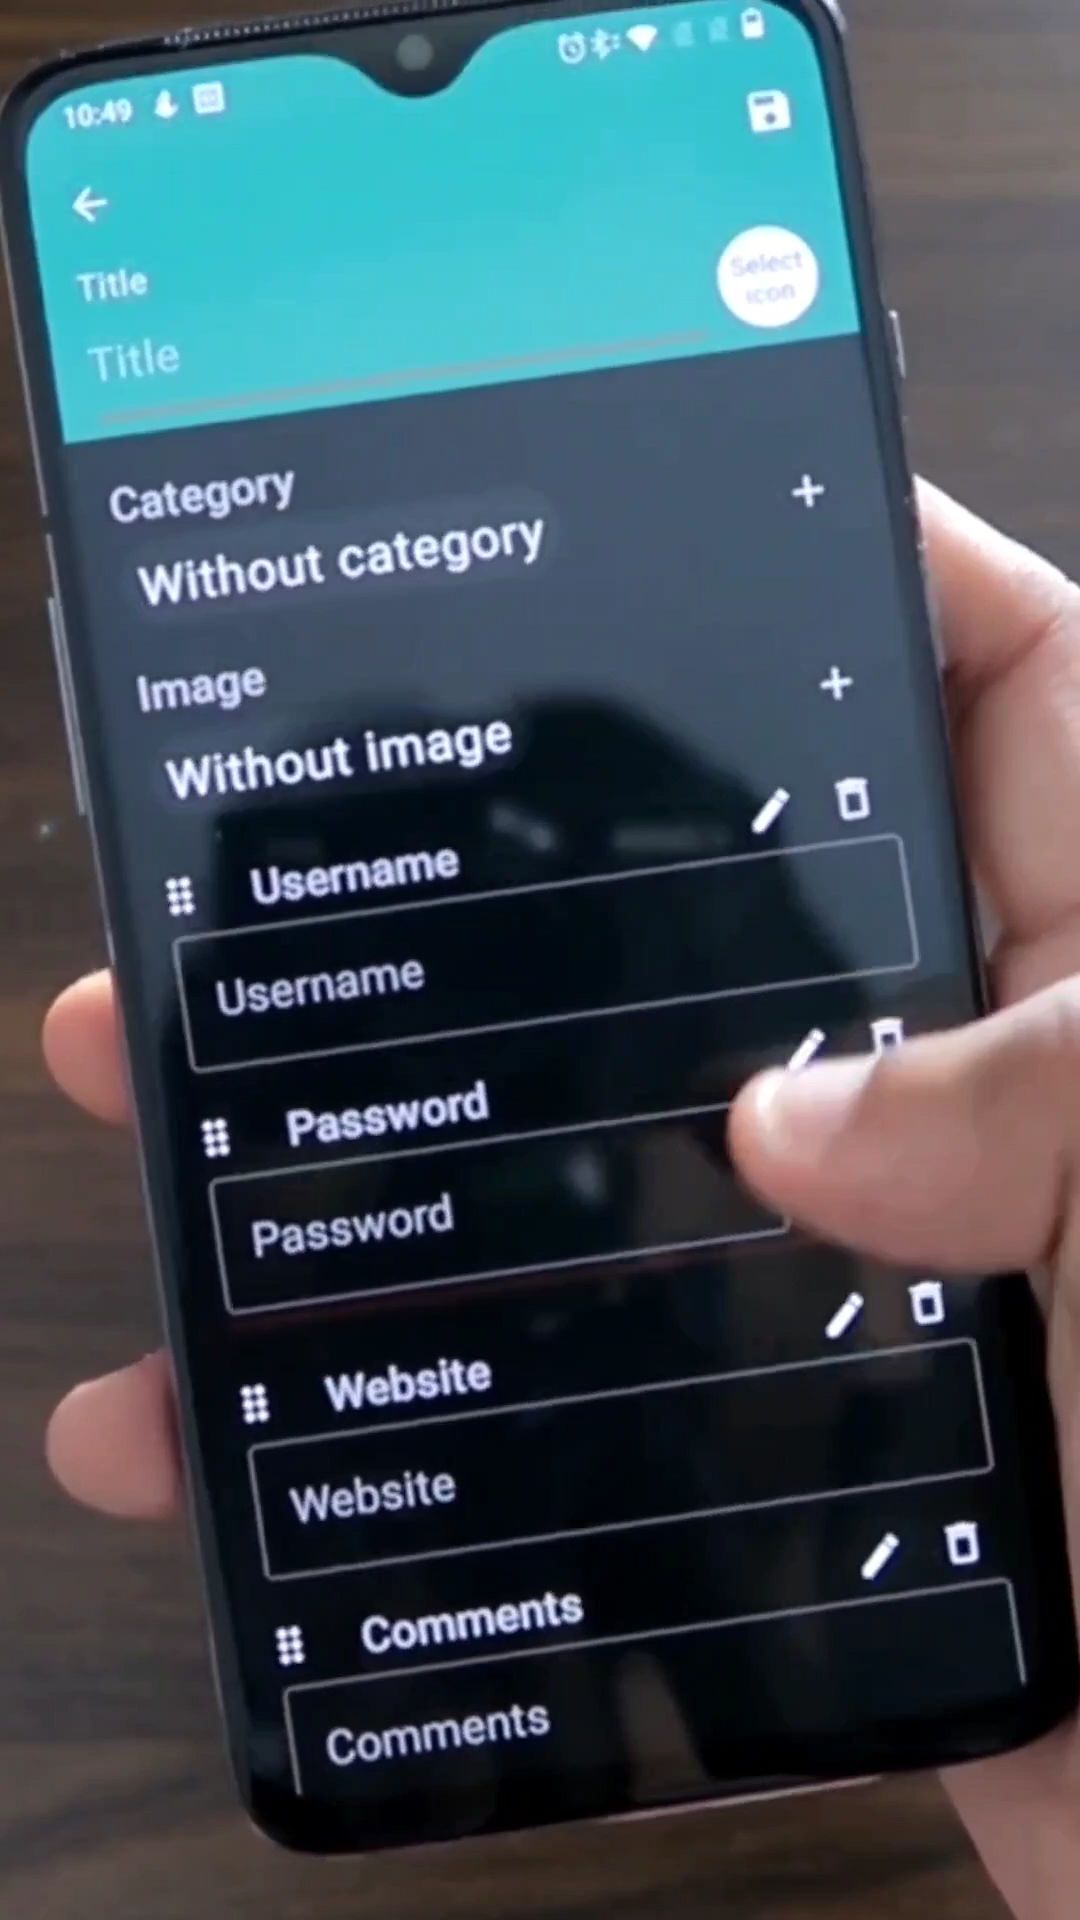 10:49
Title
Select
icon
Title
Category
Without category
Image
Without image
Username
Username
Password
Password
Website
Website
Comments
Comments